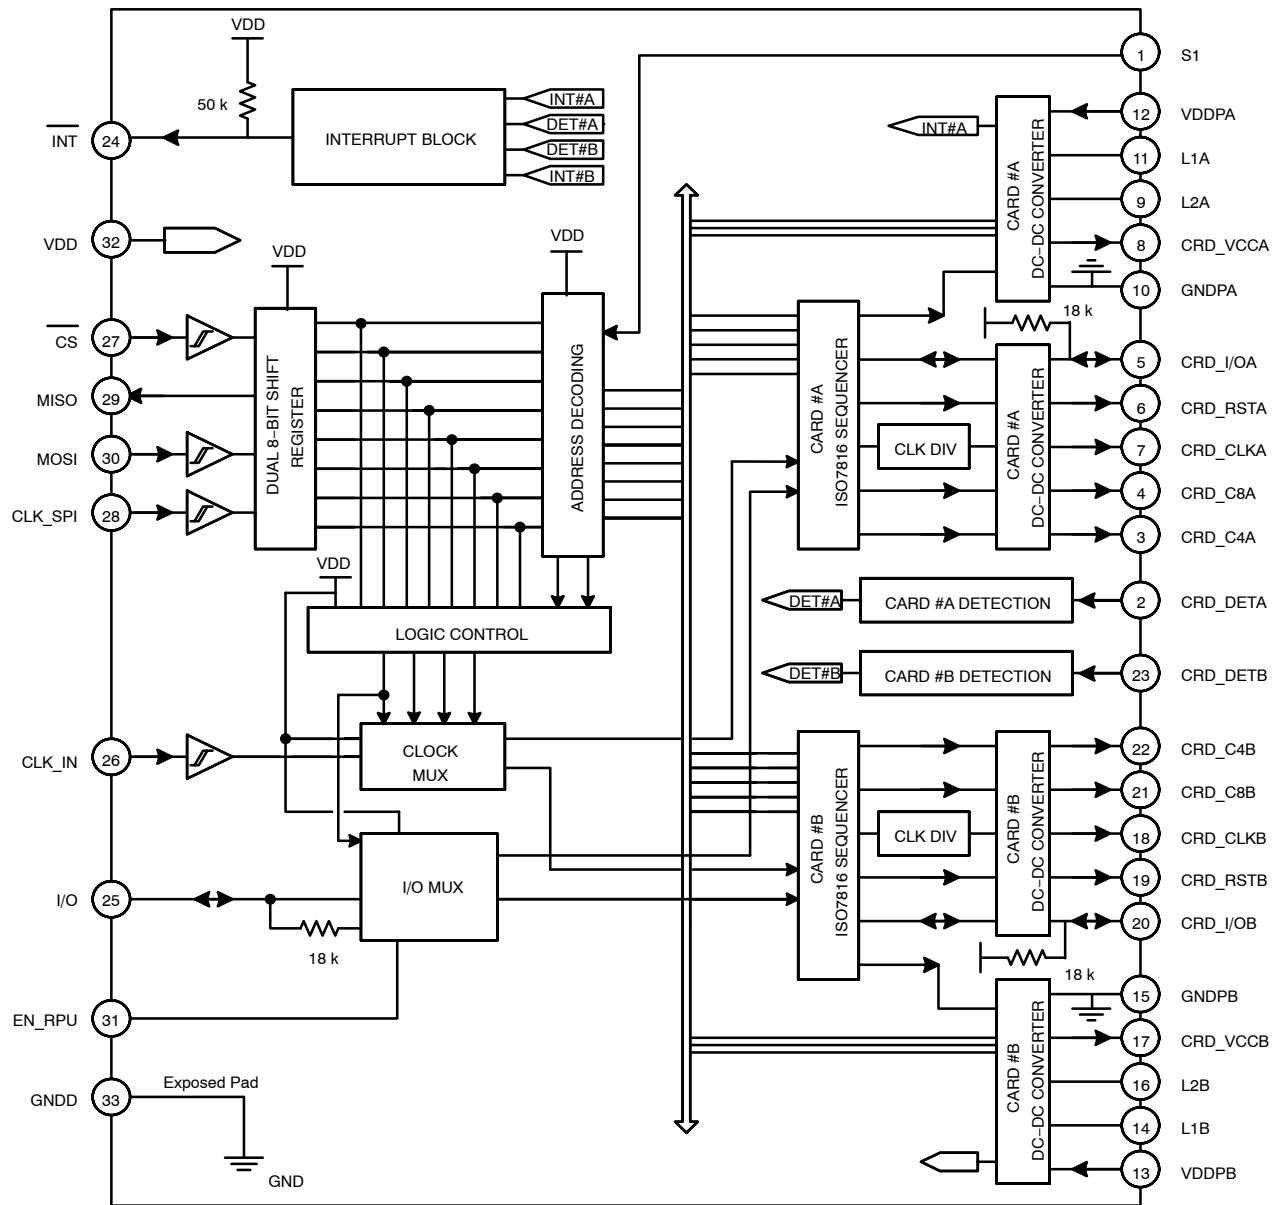 VDD
50 k
INT
24
INTERRUPT BLOCK
INT#A
DET#A
DET#B
INT#B
VDD
32
CS
27
MISO
29
MOSI
30
CLK_SPI
28
VDD
DUAL 8−BIT SHIFT
REGISTER
VDD
ADDRESS DECODING
VDD
LOGIC CONTROL
CLK_IN
26
CLOCK
MUX
I/O
25
18 k
I/O MUX
EN_RPU
31
GNDD
33
Exposed Pad
GND
1
S1
INT#A
CARD #A
DC−DC CONVERTER
12
VDDPA
11
L1A
9
L2A
8
CRD_VCCA
10
GNDPA
18 k
CARD #A
ISO7816 SEQUENCER
CLK DIV
CARD #A
DC−DC CONVERTER
5
CRD_I/OA
6
CRD_RSTA
7
CRD_CLKA
4
CRD_C8A
3
CRD_C4A
DET#A
CARD #A DETECTION
2
CRD_DETA
DET#B
CARD #B DETECTION
23
CRD_DETB
CARD #B
ISO7816 SEQUENCER
CLK DIV
CARD #B
DC−DC CONVERTER
22
CRD_C4B
21
CRD_C8B
18
CRD_CLKB
19
CRD_RSTB
20
CRD_I/OB
18 k
CARD #B
DC−DC CONVERTER
15
GNDPB
17
CRD_VCCB
16
L2B
14
L1B
13
VDDPB